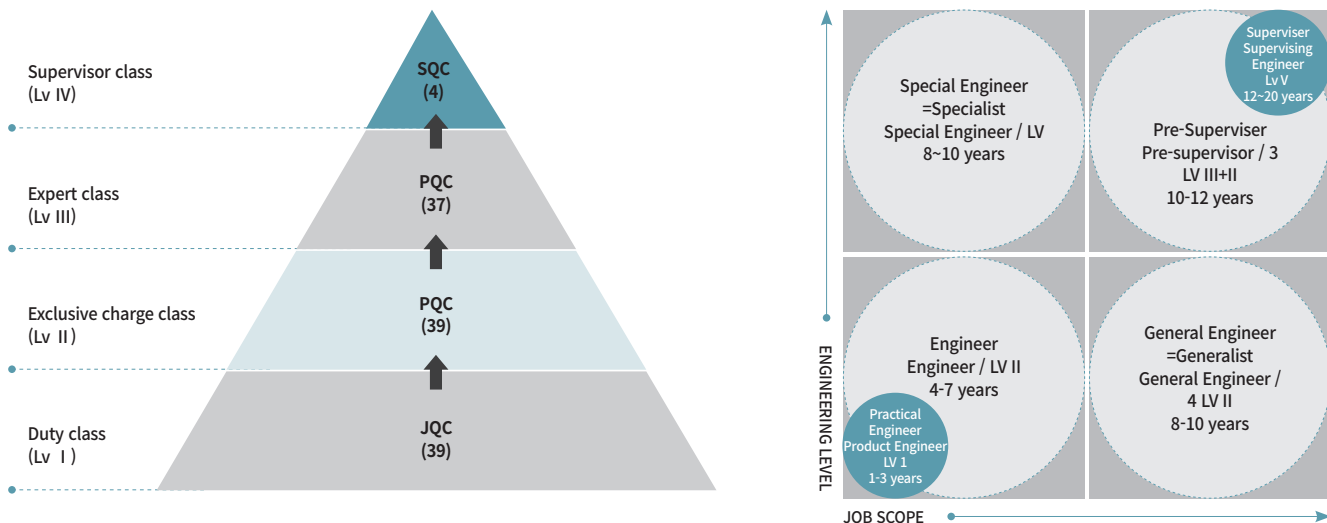 Supervisor class
(Lv IV)
SQC
(4)
Expert class
(Lv III)
PQC
(37)
Exclusive charge class
(Lv II)
PQC
(39)
Duty class
(Lv I)
JQC
(39)
ENGINEERING LEVEL
Special Engineer
=Specialist
Special Engineer / LV
8~10 years
Superviser
Supervising
Engineer
Lv V
12~20 years
Pre-Superviser
Pre-supervisor / 3
LV III+II
10-12 years
Engineer
Engineer / LV II
4-7 years
Practical
Engineer
Product Engineer
LV 1
1-3 years
General Engineer
=Generalist
General Engineer /
4 LV II
8-10 years
JOB SCOPE